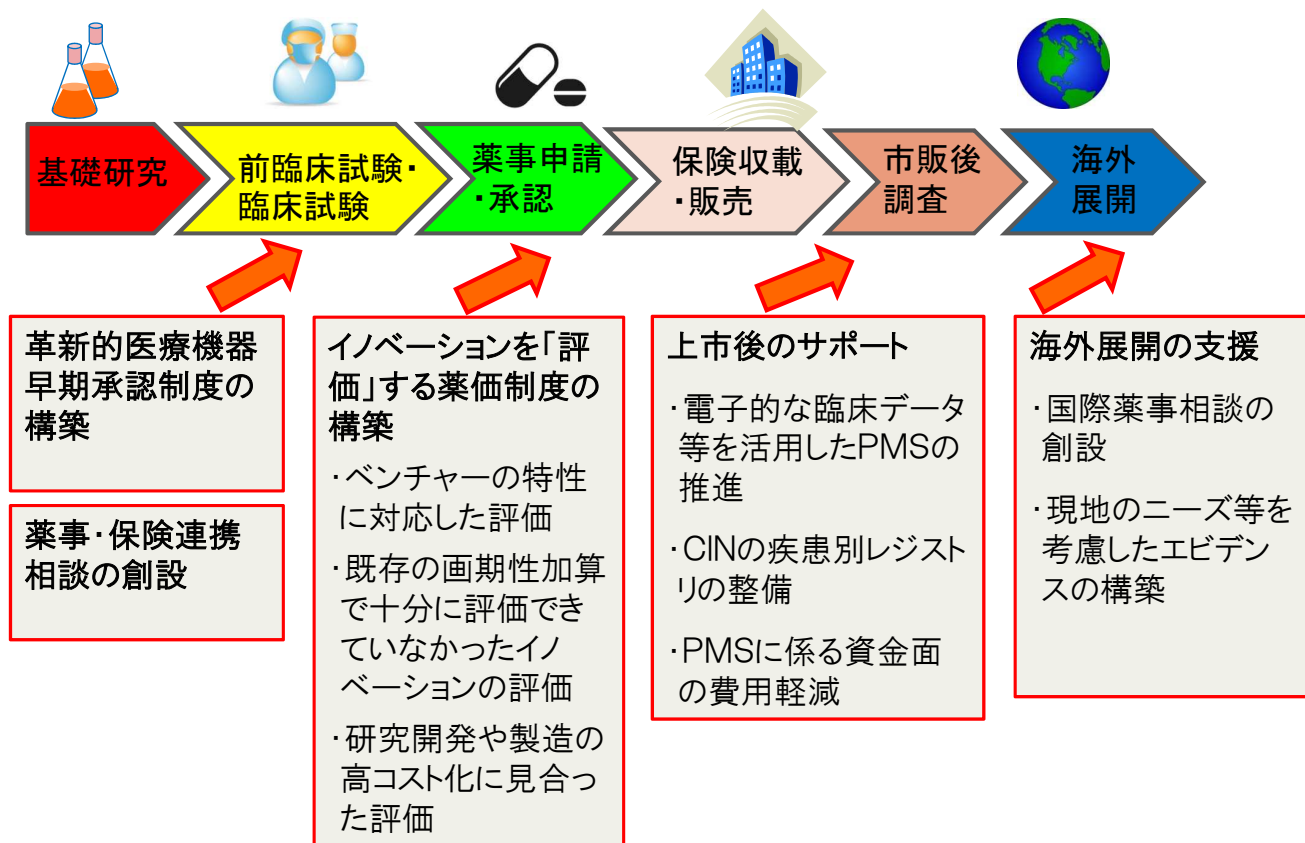 基礎研究
前臨床試験・
臨床試験
薬事申請
・承認
保険収載
・販売
市販後
調査
海外
展開
革新的医療機器
早期承認制度の
構築
薬事・保険連携
相談の創設
イノベーションを「評
価」する薬価制度の
構築
・ベンチャーの特性
に対応した評価
・既存の画期性加算
で十分に評価でき
ていなかったイノ
ベーションの評価
・研究開発や製造の
高コスト化に見合っ
た評価
上市後のサポート
・電子的な臨床データ
等を活用したPMSの
推進
・CINの疾患別レジスト
リの整備
・PMSに係る資金面
の費用軽減
海外展開の支援
・国際薬事相談の
創設
・現地のニーズ等を
考慮したエビデン
スの構築